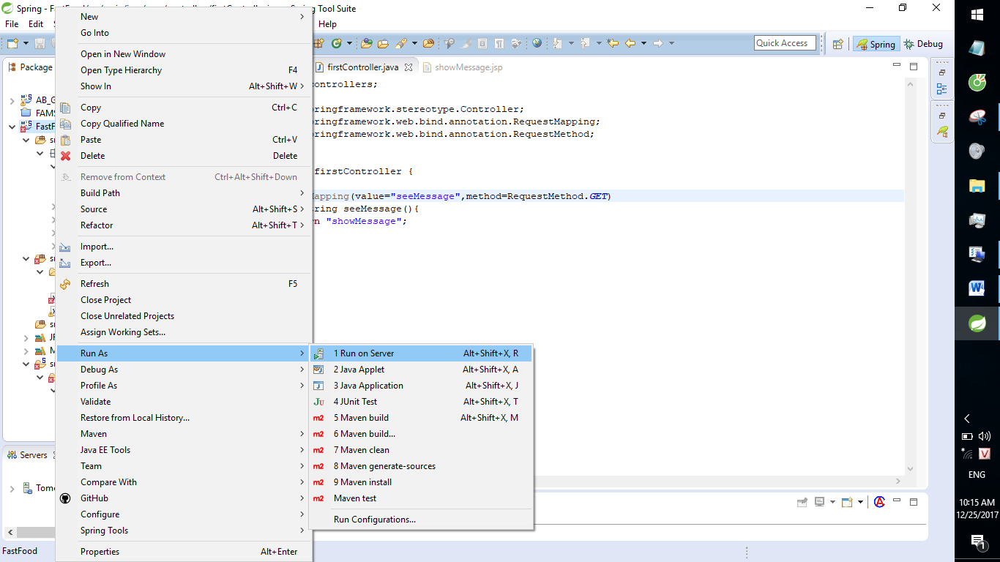 Spring - FastF
Spring Tool Suite
File Edit Help
Quick Access Spring Debug
Package
firstController.java showMessage.jsp
AB_G
FAMS
FastF
New
Go Into
Open in New Window
Open Type Hierarchy F4
Show In Alt+Shift+W
Copy Ctrl+C
Copy Qualified Name
Paste Ctrl+V
Delete Delete
Remove from Context Ctrl+Alt+Shift+Down
Build Path
Source Alt+Shift+S
Refactor Alt+Shift+T
Import...
Export...
Refresh F5
Close Project
Close Unrelated Projects
Assign Working Sets...
Run As
Debug As
Profile As
Validate
Restore from Local History...
Maven
Java EE Tools
Team
Compare With
GitHub
Configure
Spring Tools
Properties Alt+Enter
1 Run on Server Alt+Shift+X, R
2 Java Applet Alt+Shift+X, A
3 Java Application Alt+Shift+X, J
4 JUnit Test Alt+Shift+X, T
5 Maven build Alt+Shift+X, M
6 Maven build...
7 Maven clean
8 Maven generate-sources
9 Maven install
Maven test
Run Configurations...
ontrollers;
ringframework.stereotype.Controller;
ringframework.web.bind.annotation.RequestMapping;
ringframework.web.bind.annotation.RequestMethod;
firstController {
Mapping(value="seeMessage",method=RequestMethod.GET)
ring seeMessage(){
n "showMessage";
Servers
Tomc
FastFood
ENG
10:15 AM
12/25/2017
1